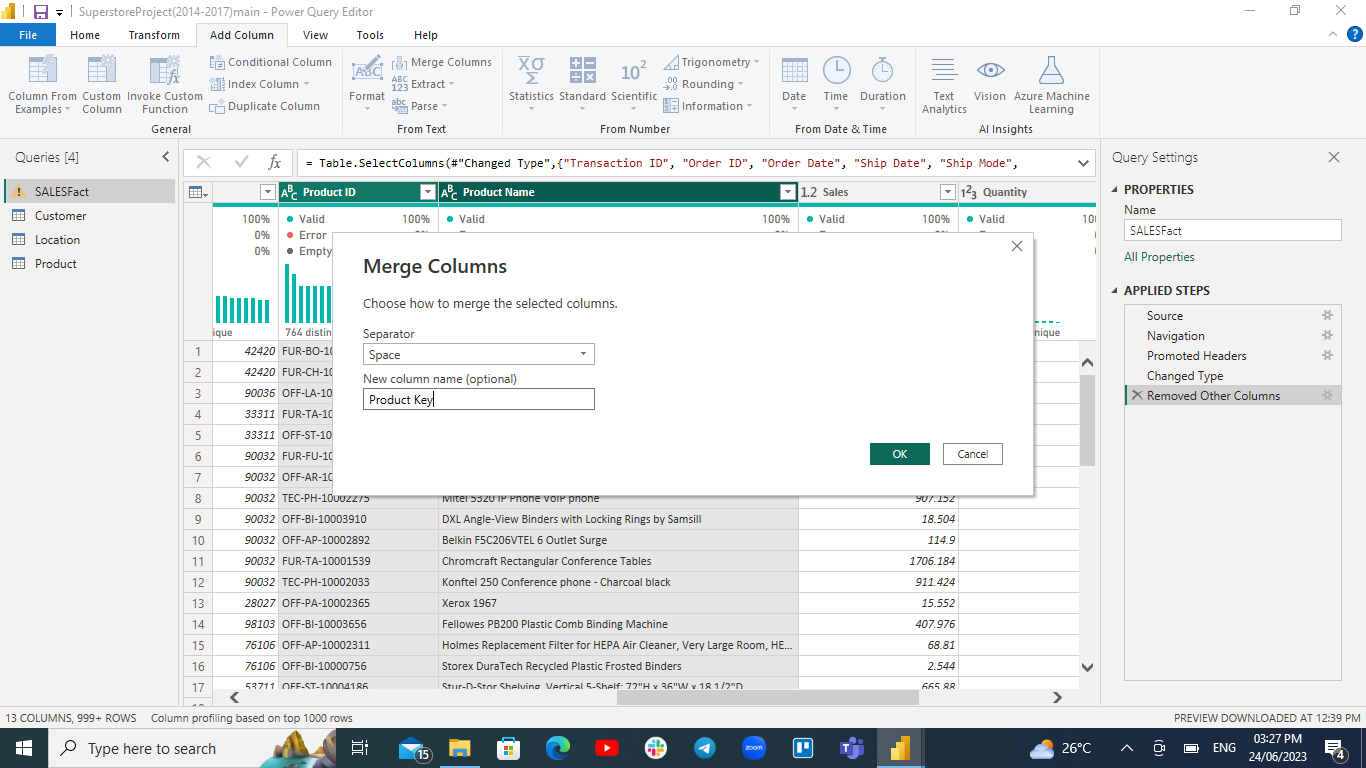 SuperstoreProject(2014-2017)main - Power Query Editor
File Home Transform Add Column View Tools Help
Column From Examples
Custom Column
Invoke Custom Function
Conditional Column
Index Column
Duplicate Column
General
Format
Merge Columns
Extract
Parse
From Text
Statistics
Standard
Scientific
Trigonometry
Rounding
Information
From Number
Date
Time
Duration
From Date & Time
Text Analytics
Vision
Azure Machine Learning
AI Insights
Queries [4]
SALESFact
Customer
Location
Product
= Table.SelectColumns(#"Changed Type",{"Transaction ID", "Order ID", "Order Date", "Ship Date", "Ship Mode",
Product ID Product Name 1.2 Sales Quantity
100% Valid 100% Valid 100% Valid 100% Valid
0% Error
0% Empty
ique 764 distin nique
Merge Columns
Choose how to merge the selected columns.
Separator
Space
New column name (optional)
Product Key
OK Cancel
1 42420 FUR-BO-10
2 42420 FUR-CH-10
3 90036 OFF-LA-10
4 33311 FUR-TA-10
5 33311 OFF-ST-10
6 90032 FUR-FU-10
7 90032 OFF-AR-10
8 90032 TEC-PH-10002275 Mitel 5320 IP Phone VoIP phone 907.152
9 90032 OFF-BI-10003910 DXL Angle-View Binders with Locking Rings by Samsill 18.504
10 90032 OFF-AP-10002892 Belkin F5C206VTEL 6 Outlet Surge 114.9
11 90032 FUR-TA-10001539 Chromcraft Rectangular Conference Tables 1706.184
12 90032 TEC-PH-10002033 Konftel 250 Conference phone - Charcoal black 911.424
13 28027 OFF-PA-10002365 Xerox 1967 15.552
14 98103 OFF-BI-10003656 Fellowes PB200 Plastic Comb Binding Machine 407.976
15 76106 OFF-AP-10002311 Holmes Replacement Filter for HEPA Air Cleaner, Very Large Room, HE... 68.81
16 76106 OFF-BI-10000756 Storex DuraTech Recycled Plastic Frosted Binders 2.544
17 53711 OFF-ST-10004186 Stur-D-Stor Shelving, Vertical 5-Shelf: 72"H x 36"W x 18 1/2"D 665.88
Query Settings
PROPERTIES
Name
SALESFact
All Properties
APPLIED STEPS
Source
Navigation
Promoted Headers
Changed Type
Removed Other Columns
13 COLUMNS, 999+ ROWS Column profiling based on top 1000 rows PREVIEW DOWNLOADED AT 12:39 PM
Type here to search
15
zoom
26°C
ENG
03:27 PM
24/06/2023
4